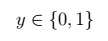 y ∈ {0, 1}